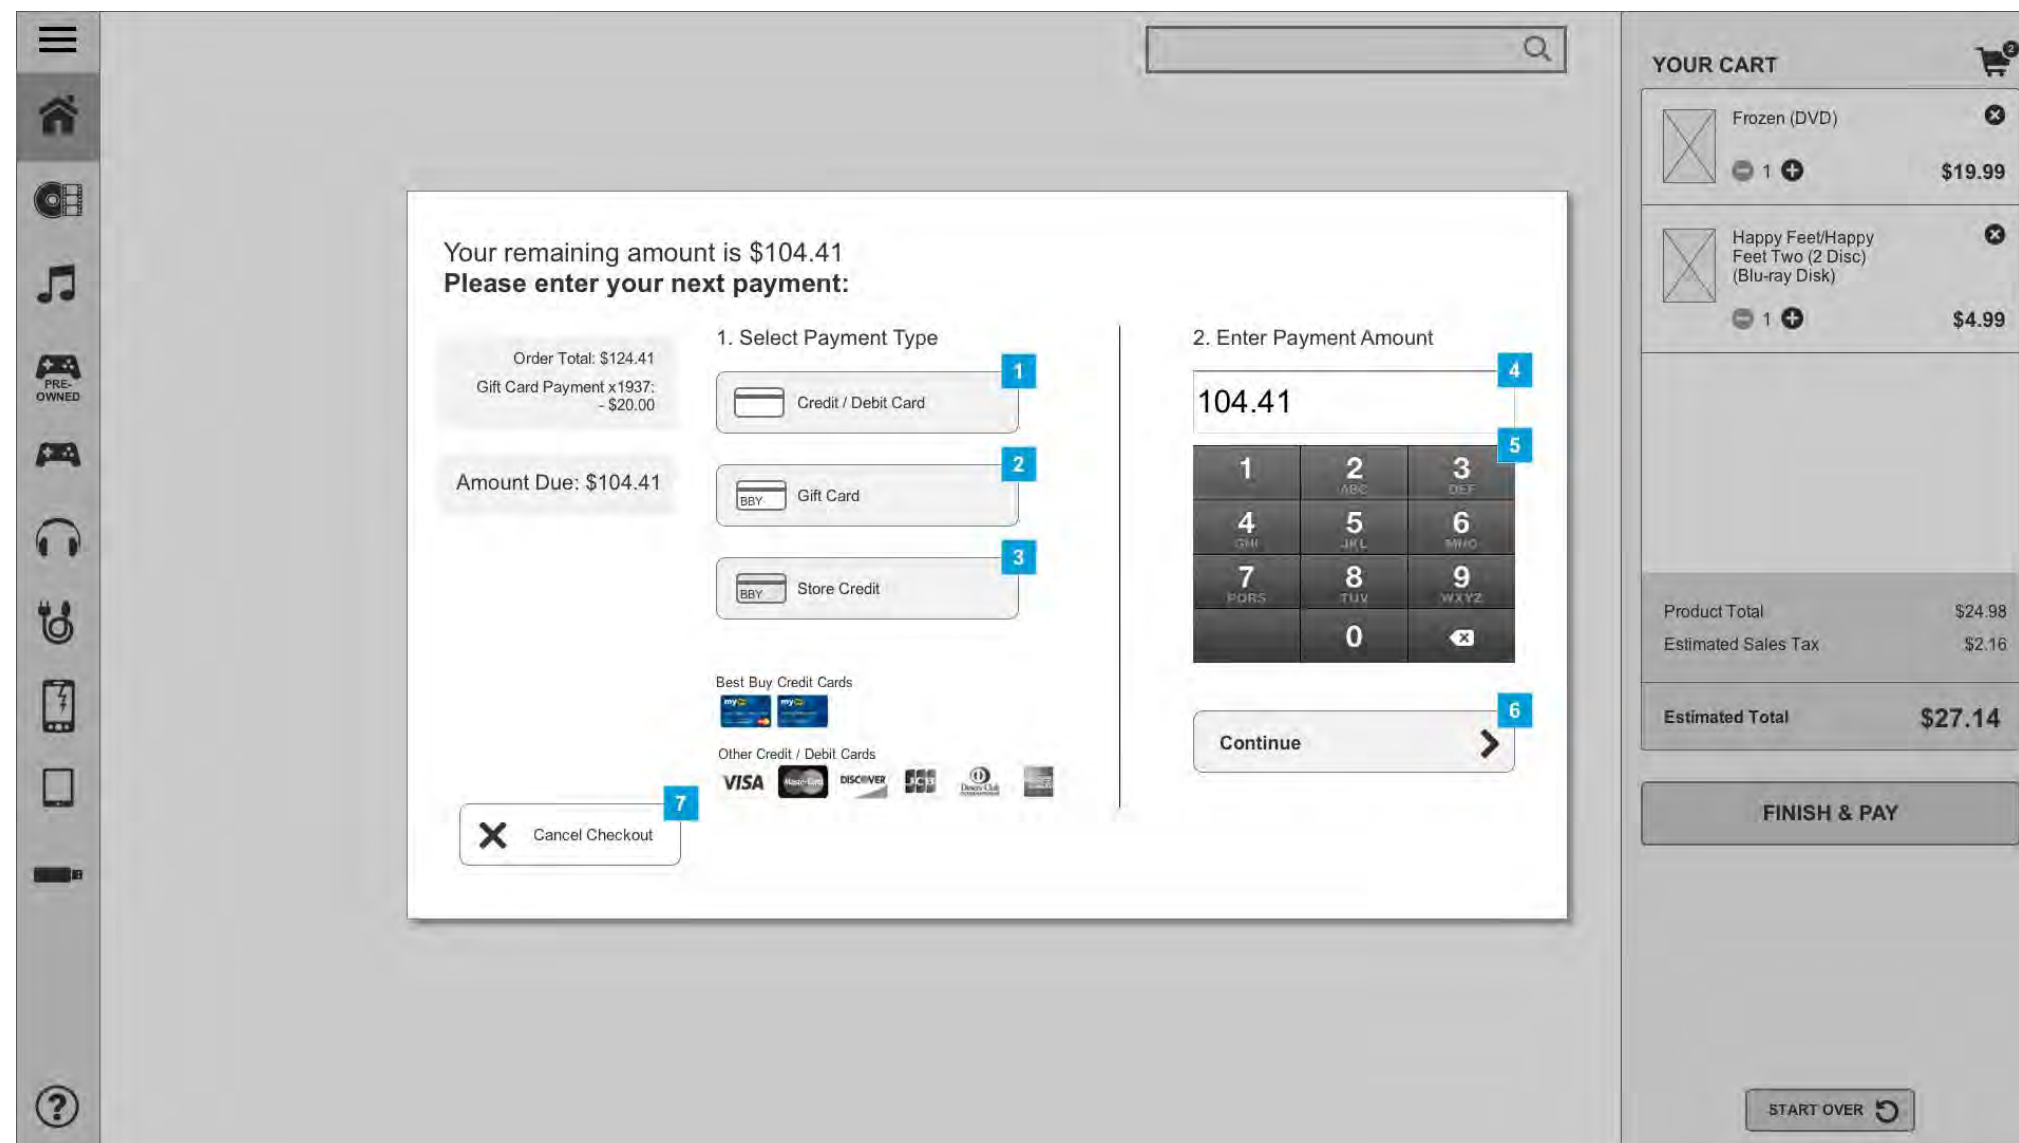 PRE-
OWNED
Your remaining amount is $104.41
Please enter your next payment:
Order Total: $124.41
Gift Card Payment x1937:
- $20.00
Amount Due: $104.41
1. Select Payment Type
1
Credit / Debit Card
2
BBY
Gift Card
3
BBY
Store Credit
Best Buy Credit Cards
my
my
Other Credit / Debit Cards
VISA
MasterCard
DISCOVER
JCB
Diners Club
7
Cancel Checkout
2. Enter Payment Amount
4
104.41
5
1 2 3
ABC DEF
4 5 6
GHI JKL MNO
7 8 9
PQRS TUV WXYZ
0
6
Continue
YOUR CART
2
Frozen (DVD)
1
$19.99
Happy Feet/Happy
Feet Two (2 Disc)
(Blu-ray Disk)
1
$4.99
Product Total $24.98
Estimated Sales Tax $2.16
Estimated Total $27.14
FINISH & PAY
START OVER
?